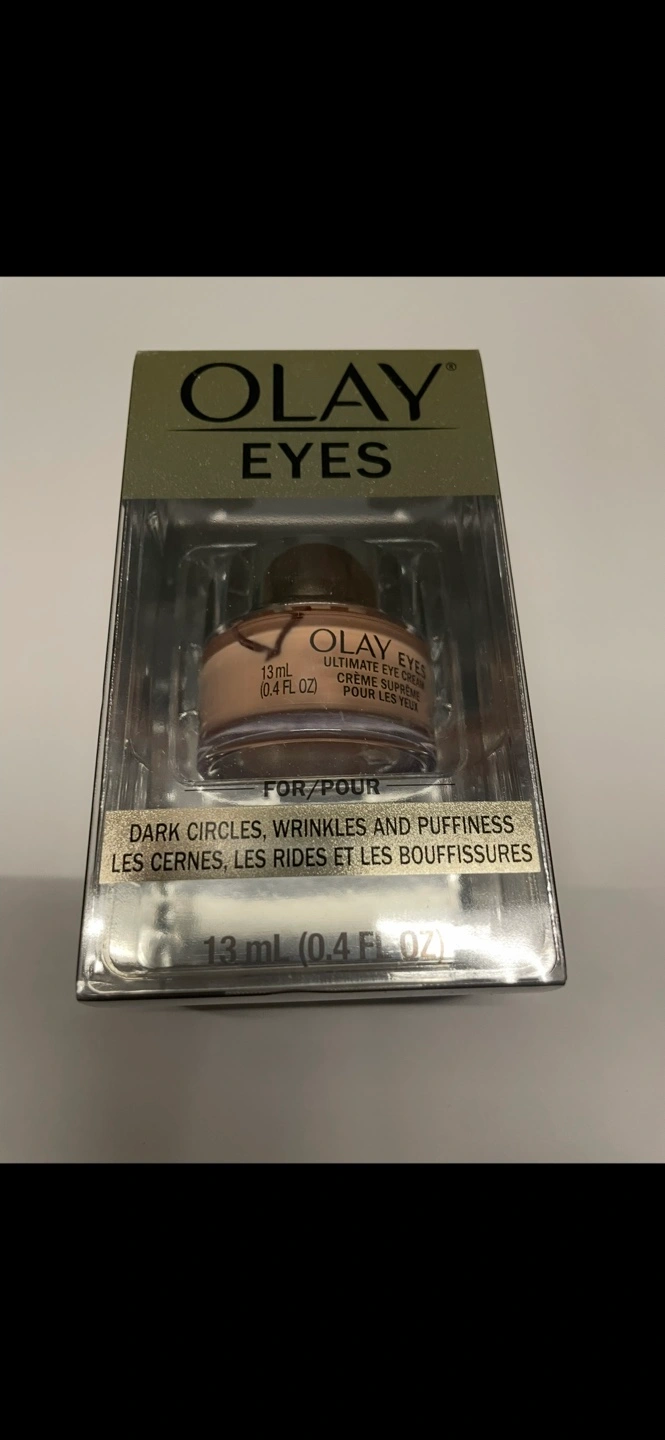 OLAY®
EYES
OLAY EYES
ULTIMATE EYE CREAM
CRÈME SUPRÊME
POUR LES YEUX
13 mL
(0.4 FL OZ)
FOR/POUR
DARK CIRCLES, WRINKLES AND PUFFINESS
LES CERNES, LES RIDES ET LES BOUFFISSURES
13 mL (0.4 FL OZ)